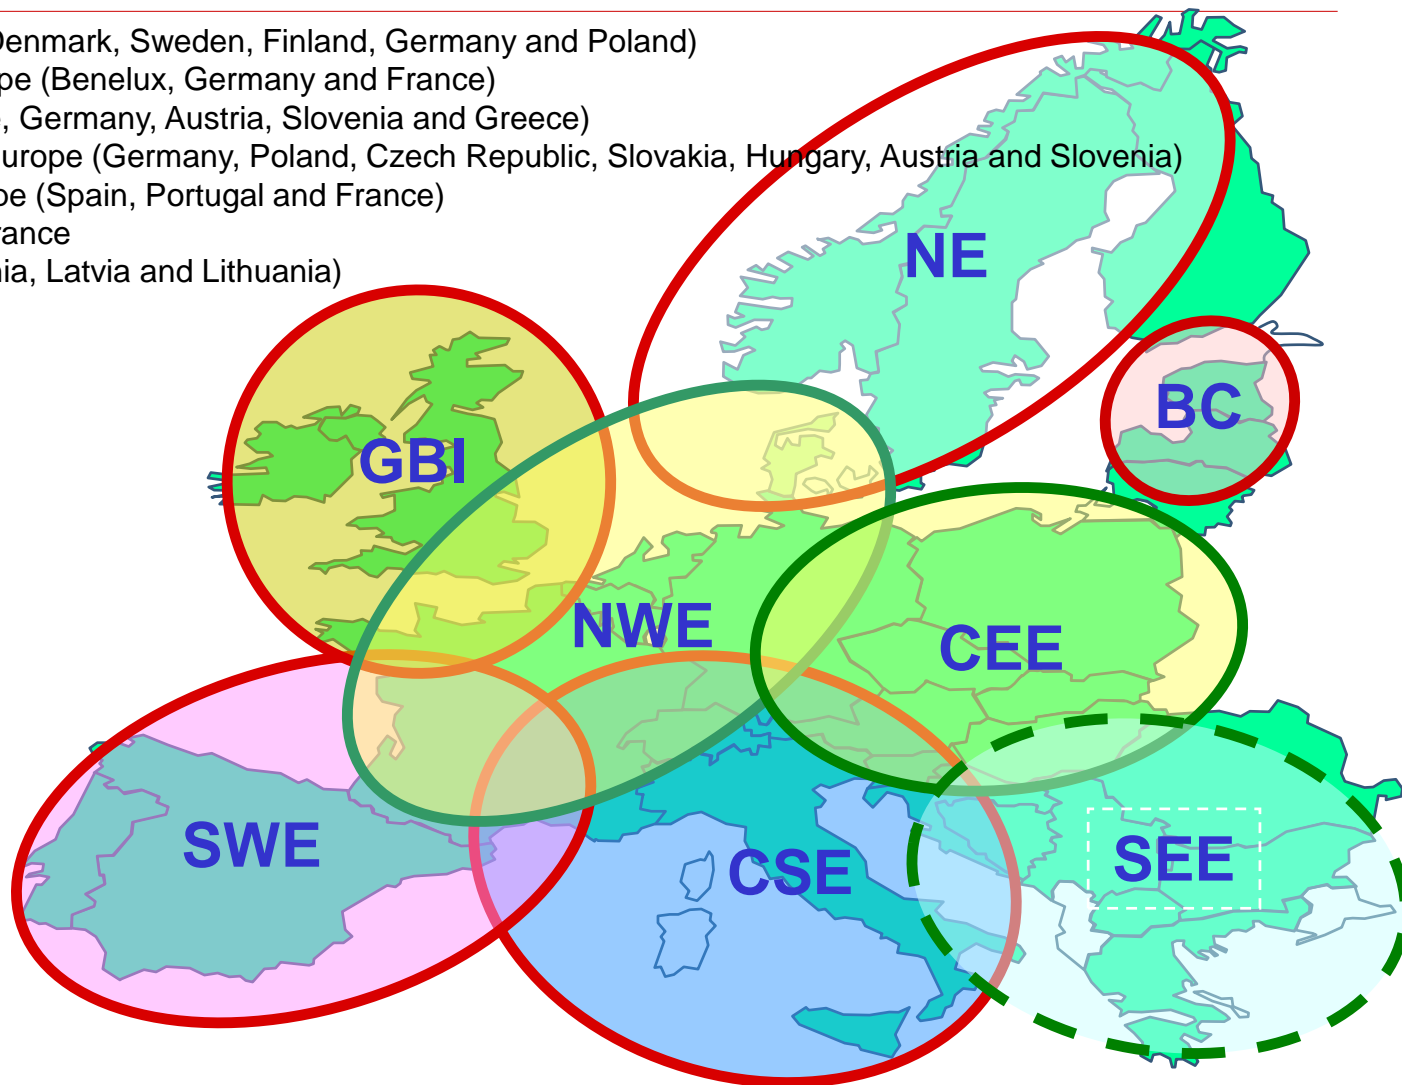 Denmark, Sweden, Finland, Germany and Poland)
pe (Benelux, Germany and France)
, Germany, Austria, Slovenia and Greece)
urope (Germany, Poland, Czech Republic, Slovakia, Hungary, Austria and Slovenia)
pe (Spain, Portugal and France)
rance
nia, Latvia and Lithuania)
NE
BC
GBI
NWE
CEE
SWE
CSE
SEE